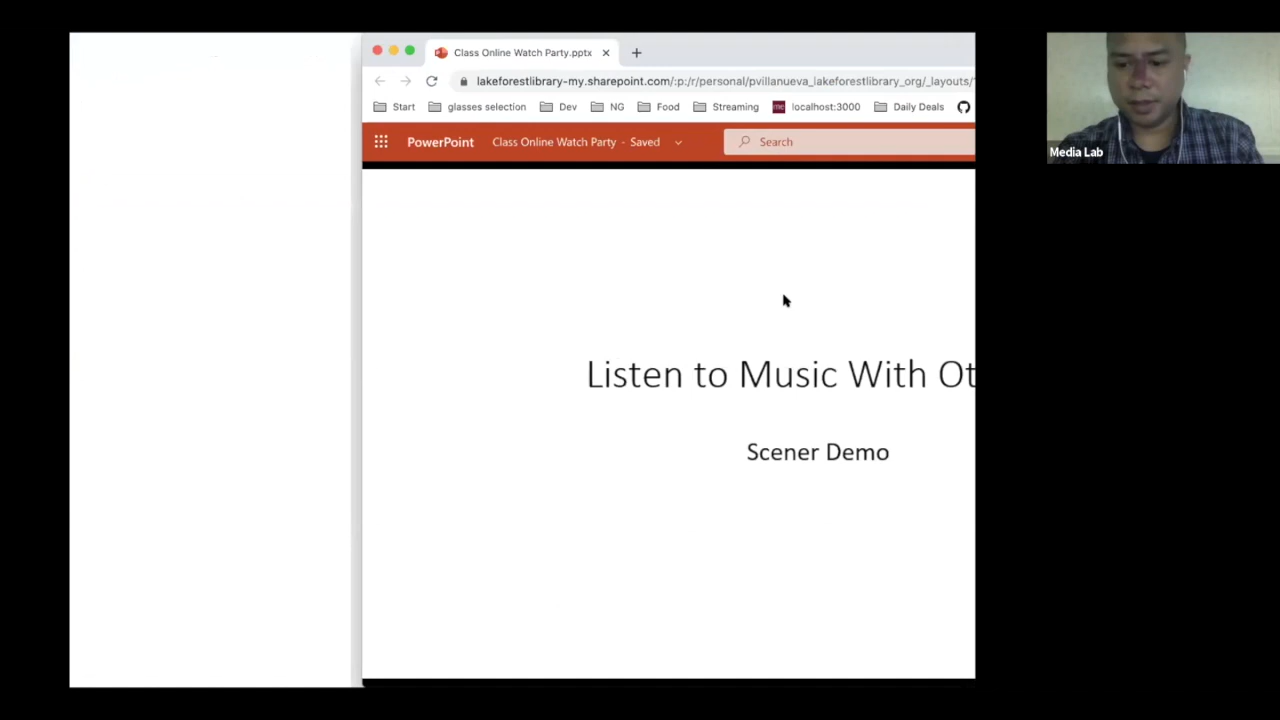 Class Online Watch Party.pptx
lakeforestlibrary-my.sharepoint.com/:p:/r/personal/pvillanueva_lakeforestlibrary_org/_layouts/
Start glasses selection Dev NG Food Streaming me localhost:3000 Daily Deals
PowerPoint Class Online Watch Party - Saved Search
Listen to Music With Ot
Scener Demo
Media Lab